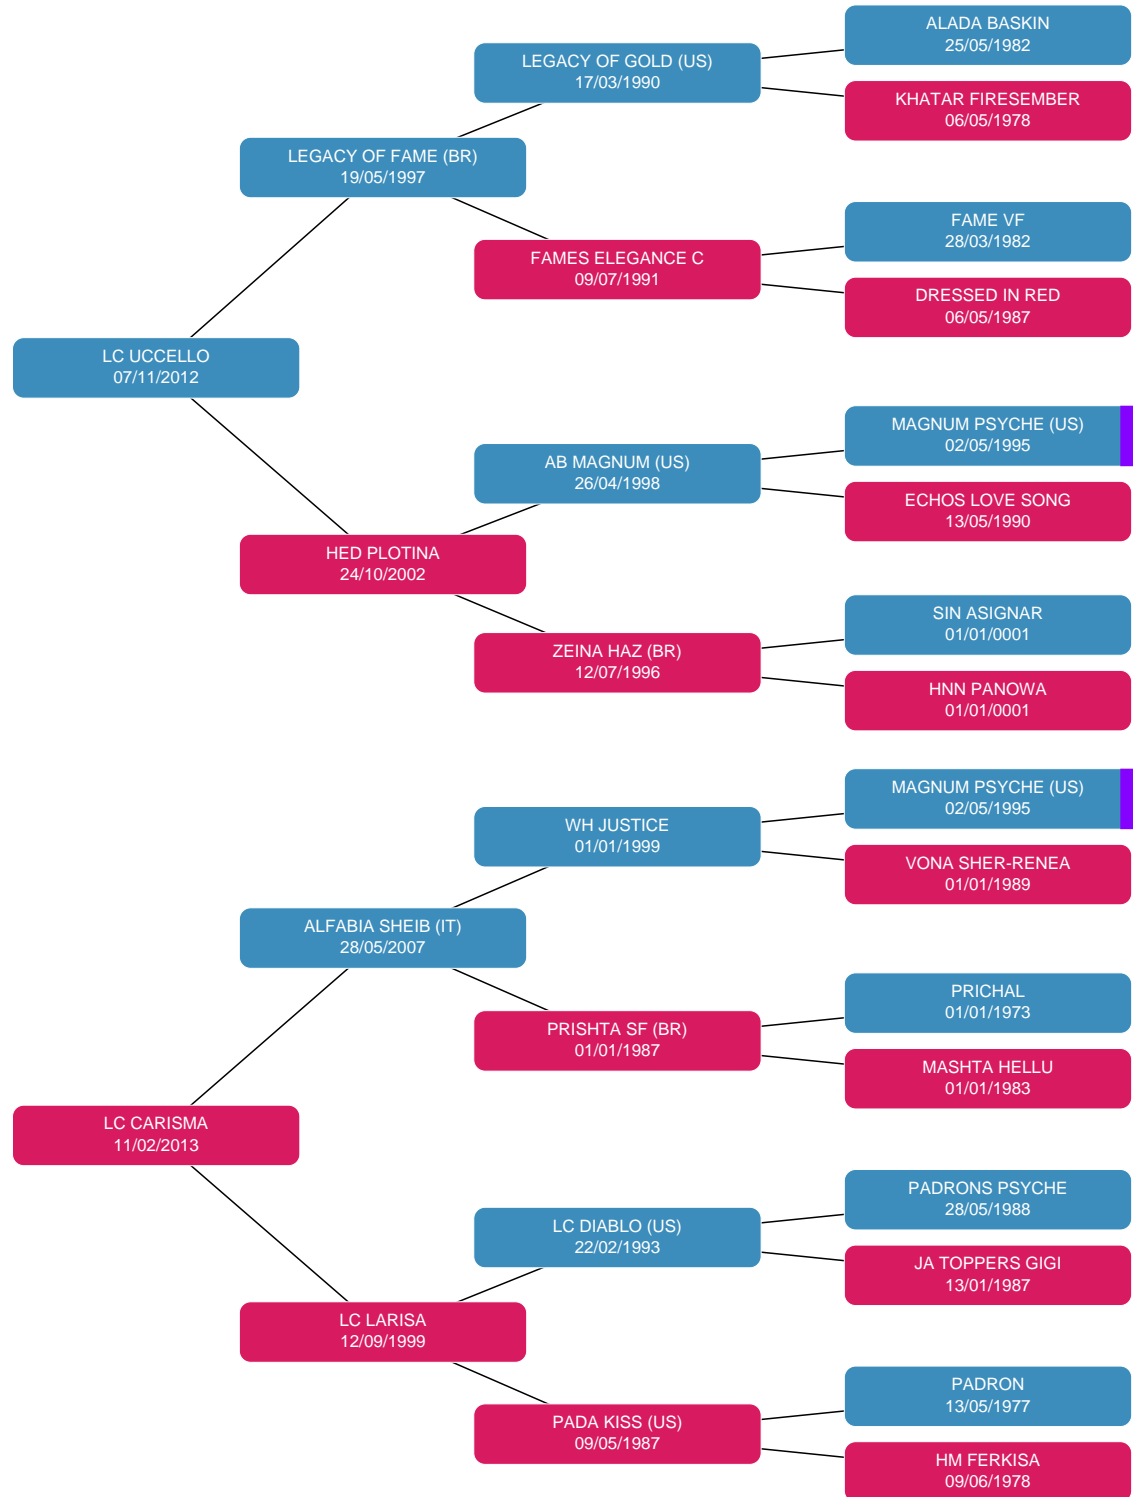 ALADA BASKIN
25/05/1982
LEGACY OF GOLD (US)
17/03/1990
KHATAR FIRESEMBER
06/05/1978
LEGACY OF FAME (BR)
19/05/1997
FAME VF
28/03/1982
FAMES ELEGANCE C
09/07/1991
DRESSED IN RED
06/05/1987
LC UCCELLO
07/11/2012
MAGNUM PSYCHE (US)
02/05/1995
AB MAGNUM (US)
26/04/1998
ECHOS LOVE SONG
13/05/1990
HED PLOTINA
24/10/2002
SIN ASIGNAR
01/01/0001
ZEINA HAZ (BR)
12/07/1996
HNN PANOWA
01/01/0001
MAGNUM PSYCHE (US)
02/05/1995
WH JUSTICE
01/01/1999
VONA SHER-RENEA
01/01/1989
ALFABIA SHEIB (IT)
28/05/2007
PRICHAL
01/01/1973
PRISHTA SF (BR)
01/01/1987
MASHTA HELLU
01/01/1983
LC CARISMA
11/02/2013
PADRONS PSYCHE
28/05/1988
LC DIABLO (US)
22/02/1993
JA TOPPERS GIGI
13/01/1987
LC LARISA
12/09/1999
PADRON
13/05/1977
PADA KISS (US)
09/05/1987
HM FERKISA
09/06/1978